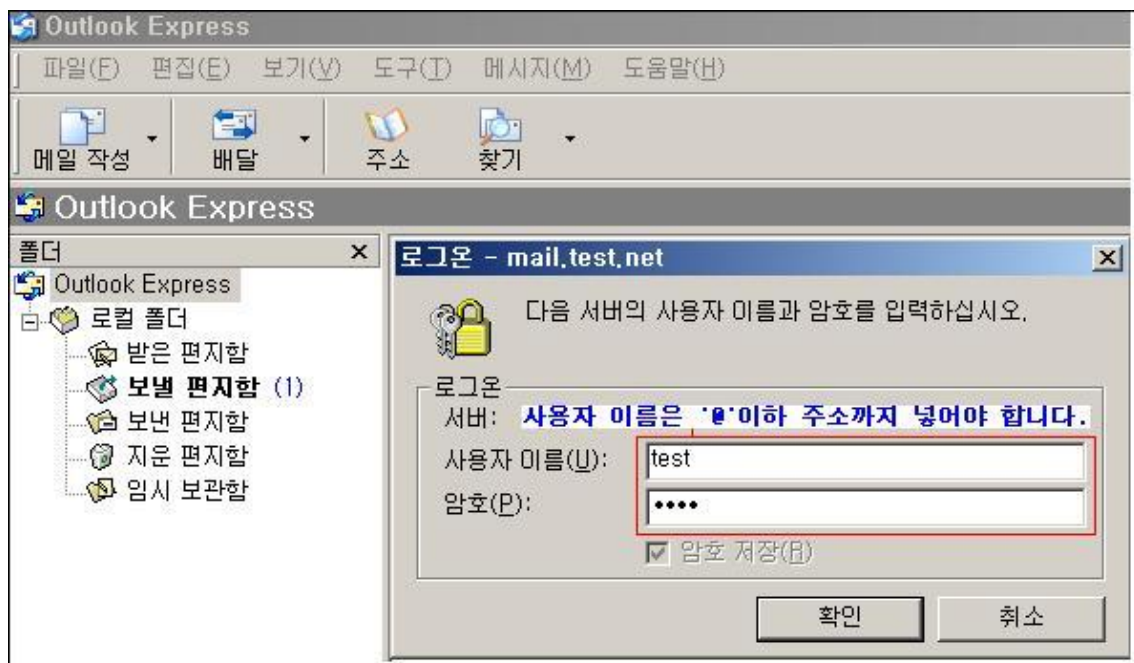 Outlook Express
파일(F) 편집(E) 보기(V) 도구(T) 메시지(M) 도움말(H)
메일 작성 배달 주소 찾기
Outlook Express
폴더
Outlook Express
로컬 폴더
받은 편지함
보낼 편지함 (1)
보낸 편지함
지운 편지함
임시 보관함
로그온 - mail.test.net
다음 서버의 사용자 이름과 암호를 입력하십시오.
로그온
서버: 사용자 이름은 '@'이하 주소까지 넣어야 합니다.
사용자 이름(U): test
암호(P): ••••
암호 저장(R)
확인 취소